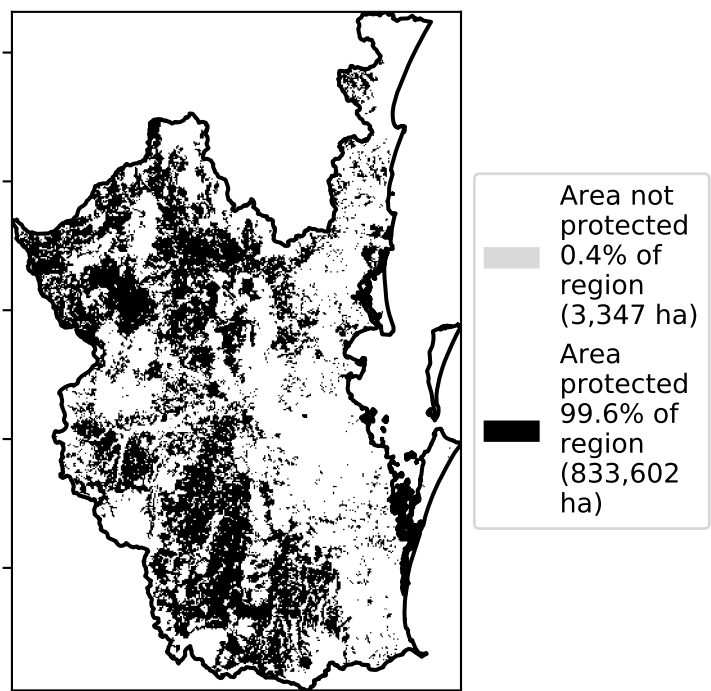 Area not
protected
0.4% of
region
(3,347 ha)
Area
protected
99.6% of
region
(833,602
ha)